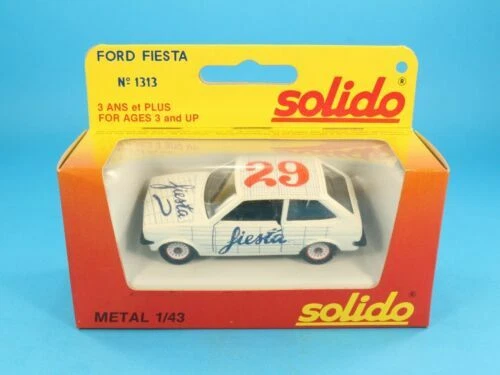 FORD FIESTA
Nº 1313
3 ANS et PLUS
FOR AGES 3 and UP
solido®
29
fiesta
fiesta
METAL 1/43
solido